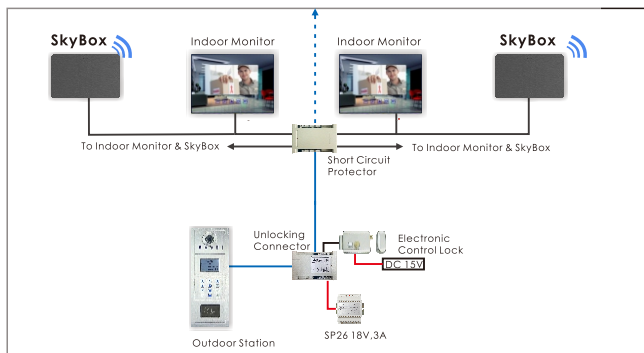 SkyBox
Indoor Monitor
Indoor Monitor
SkyBox
To Indoor Monitor & SkyBox
To Indoor Monitor & SkyBox
Short Circuit
Protector
Unlocking
Connector
Electronic
Control Lock
DC 15V
SP26 18V,3A
Outdoor Station